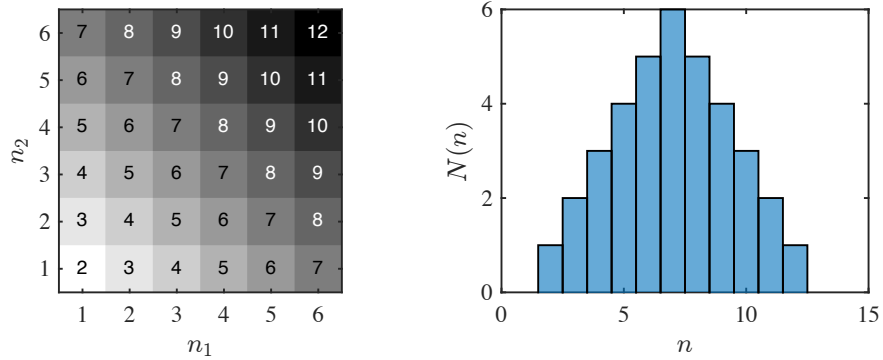 6 7 8 9 10 11 12
5 6 7 8 9 10 11
4 5 6 7 8 9 10
3 4 5 6 7 8 9
2 3 4 5 6 7 8
1 2 3 4 5 6 7
1 2 3 4 5 6
n₂
n₁
6
4
2
0
0 5 10 15
N(n)
n